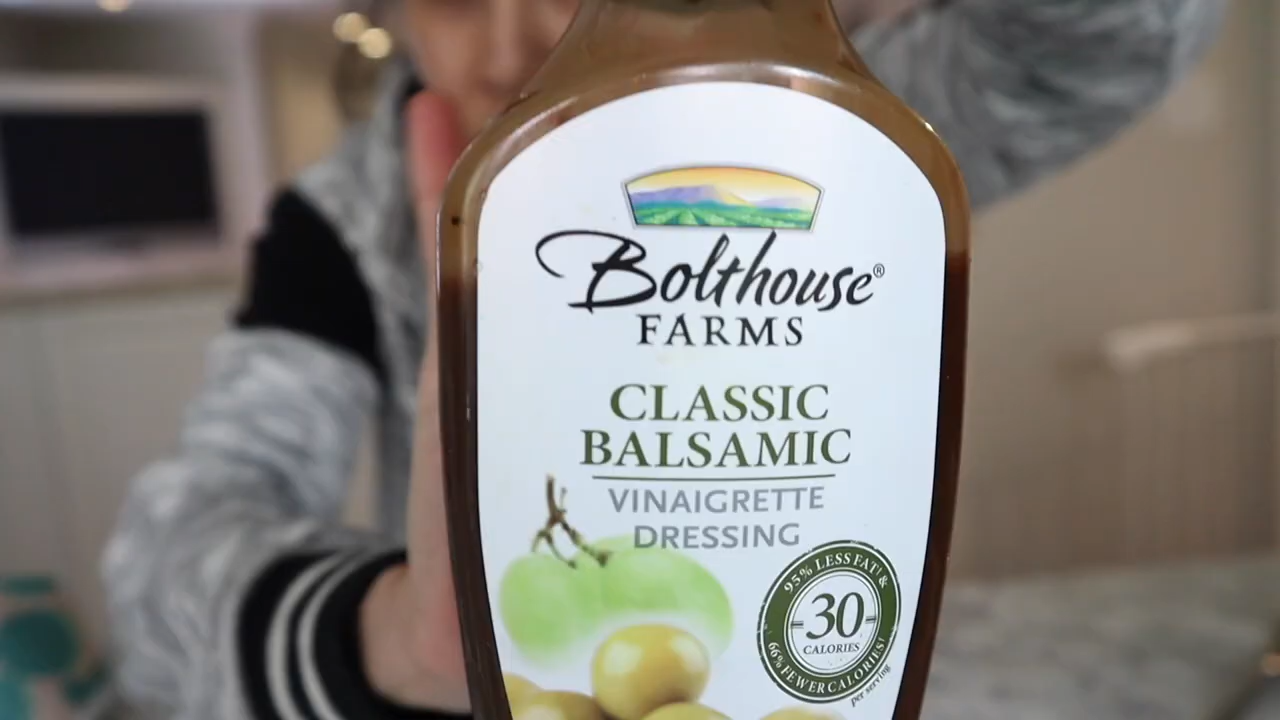 Bolthouse®
FARMS
CLASSIC
BALSAMIC
VINAIGRETTE
DRESSING
95% LESS FAT! &
30
CALORIES
66% FEWER CALORIES!
per serving